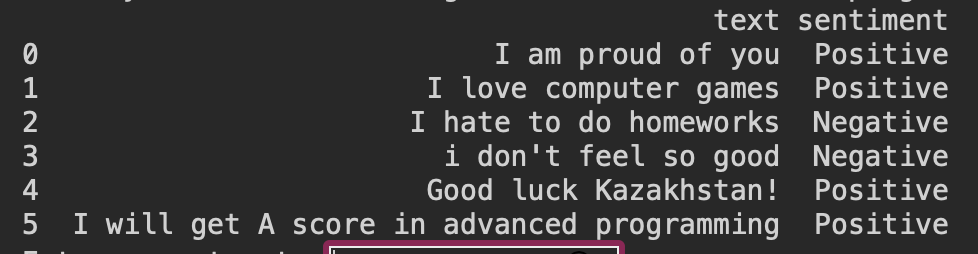 text sentiment
0 I am proud of you Positive
1 I love computer games Positive
2 I hate to do homeworks Negative
3 i don't feel so good Negative
4 Good luck Kazakhstan! Positive
5 I will get A score in advanced programming Positive